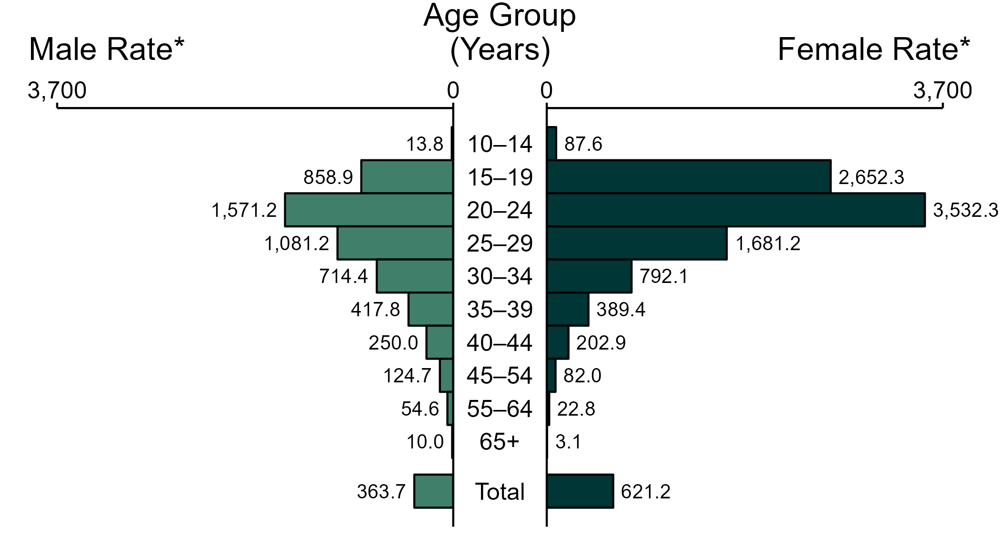 Age Group
(Years)
Male Rate*
Female Rate*
3,700 0 0 3,700
13.8 10–14 87.6
858.9 15–19 2,652.3
1,571.2 20–24 3,532.3
1,081.2 25–29 1,681.2
714.4 30–34 792.1
417.8 35–39 389.4
250.0 40–44 202.9
124.7 45–54 82.0
54.6 55–64 22.8
10.0 65+ 3.1
363.7 Total 621.2